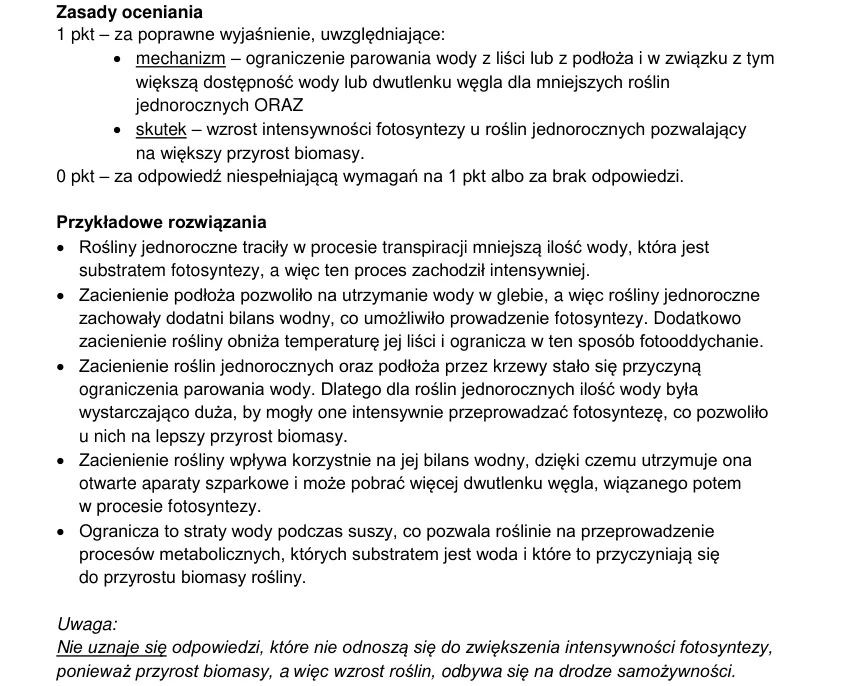 Zasady oceniania
1 pkt – za poprawne wyjaśnienie, uwzględniające:
• mechanizm – ograniczenie parowania wody z liści lub z podłoża i w związku z tym
większą dostępność wody lub dwutlenku węgla dla mniejszych roślin
jednorocznych ORAZ
• skutek – wzrost intensywności fotosyntezy u roślin jednorocznych pozwalający
na większy przyrost biomasy.
0 pkt – za odpowiedź niespełniającą wymagań na 1 pkt albo za brak odpowiedzi.
Przykładowe rozwiązania
• Rośliny jednoroczne traciły w procesie transpiracji mniejszą ilość wody, która jest
substratem fotosyntezy, a więc ten proces zachodził intensywniej.
• Zacienienie podłoża pozwoliło na utrzymanie wody w glebie, a więc rośliny jednoroczne
zachowały dodatni bilans wodny, co umożliwiło prowadzenie fotosyntezy. Dodatkowo
zacienienie rośliny obniża temperaturę jej liści i ogranicza w ten sposób fotooddychanie.
• Zacienienie roślin jednorocznych oraz podłoża przez krzewy stało się przyczyną
ograniczenia parowania wody. Dlatego dla roślin jednorocznych ilość wody była
wystarczająco duża, by mogły one intensywnie przeprowadzać fotosyntezę, co pozwoliło
u nich na lepszy przyrost biomasy.
• Zacienienie rośliny wpływa korzystnie na jej bilans wodny, dzięki czemu utrzymuje ona
otwarte aparaty szparkowe i może pobrać więcej dwutlenku węgla, wiązanego potem
w procesie fotosyntezy.
• Ogranicza to straty wody podczas suszy, co pozwala roślinie na przeprowadzenie
procesów metabolicznych, których substratem jest woda i które to przyczyniają się
do przyrostu biomasy rośliny.
Uwaga:
Nie uznaje się odpowiedzi, które nie odnoszą się do zwiększenia intensywności fotosyntezy,
ponieważ przyrost biomasy, a więc wzrost roślin, odbywa się na drodze samożywności.